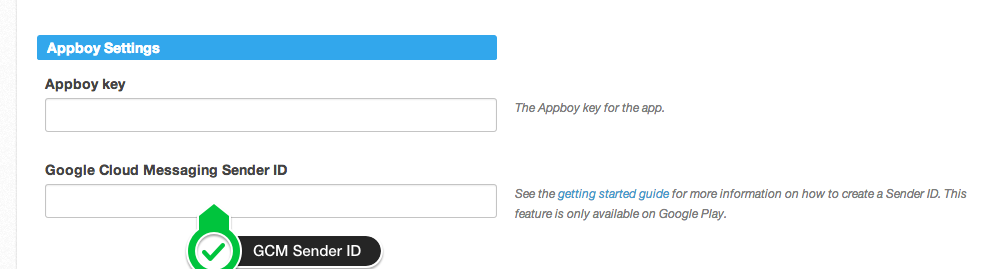 Appboy Settings
Appboy key
The Appboy key for the app.
Google Cloud Messaging Sender ID
See the getting started guide for more information on how to create a Sender ID. This
feature is only available on Google Play.
GCM Sender ID